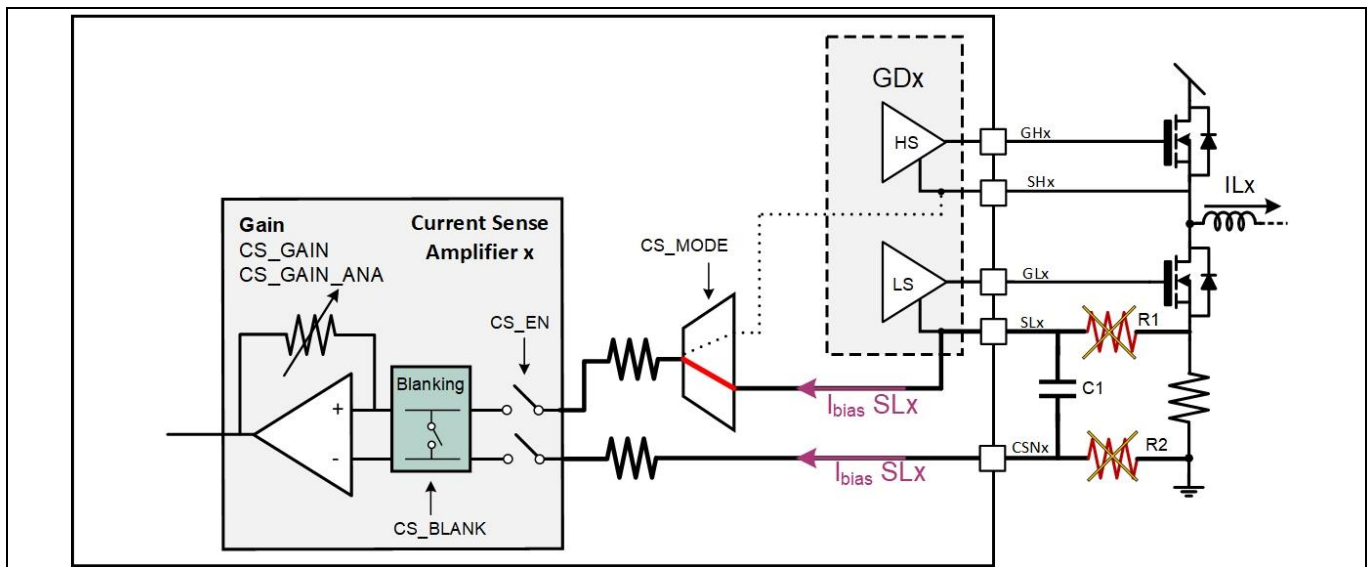 GDx
HS
GHx
SHx
ILx
Gain
CS_GAIN
CS_GAIN_ANA
Current Sense
Amplifier x
CS_MODE
LS
GLx
SLx
R1
CS_EN
Blanking
+
-
C1
Ibias SLx
Ibias SLx
CSNx
R2
CS_BLANK